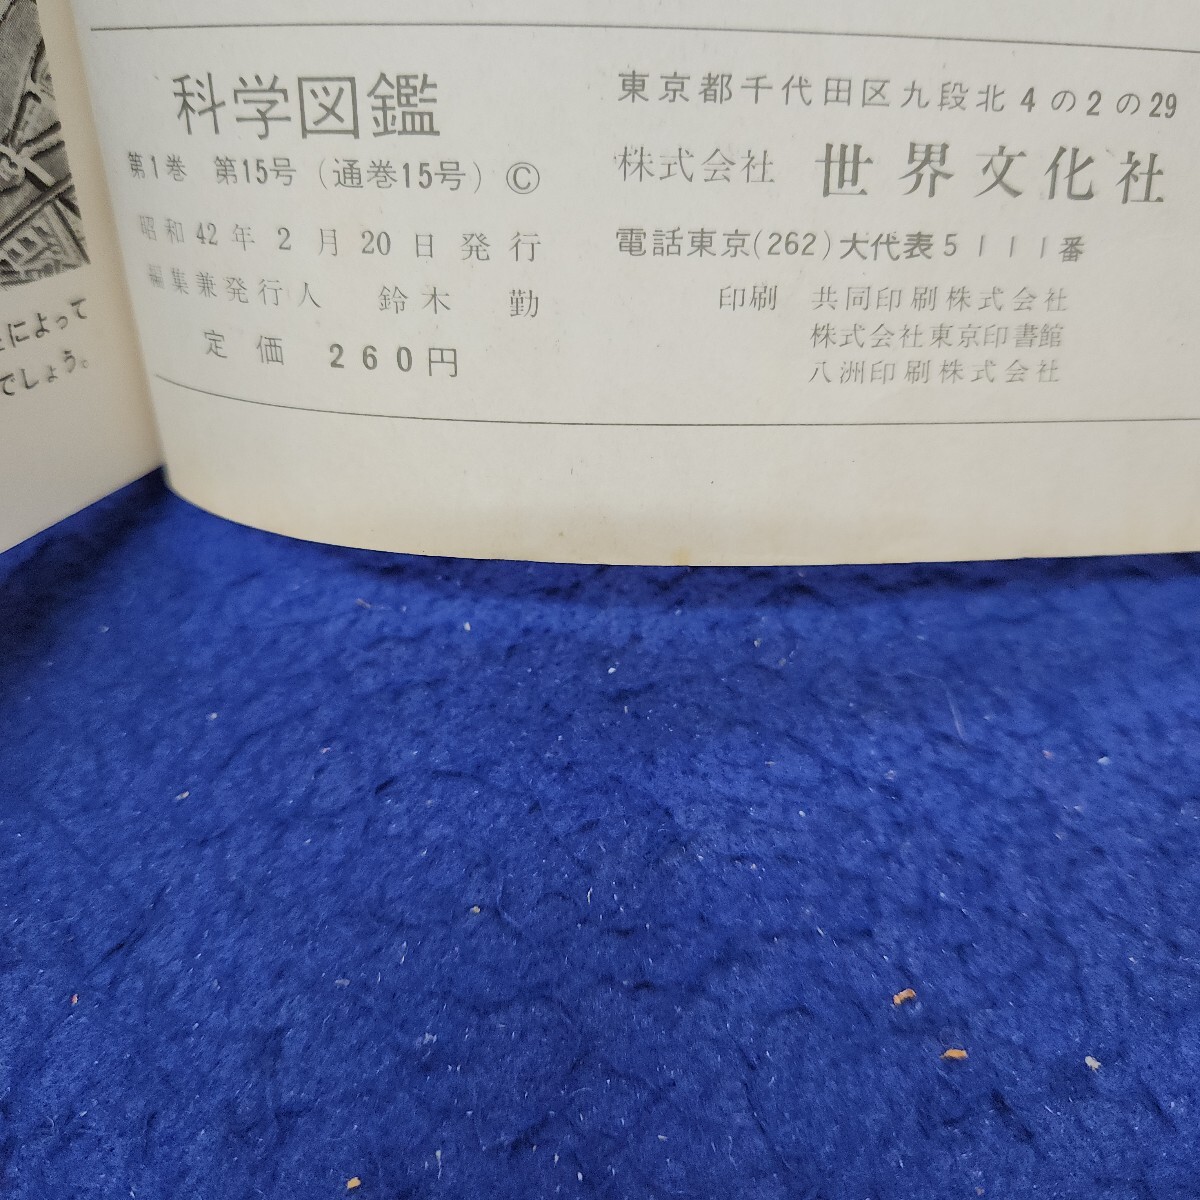 科学図鑑
第1巻 第15号(通巻15号)Ⓒ
昭和42年2月20日発行
編集兼発行人 鈴木 勤
定価 260円
東京都千代田区九段北4の2の29
株式会社 世界文化社
電話東京(262)大代表5111番
印刷 共同印刷株式会社
株式会社東京印書館
八洲印刷株式会社
によって
でしょう。